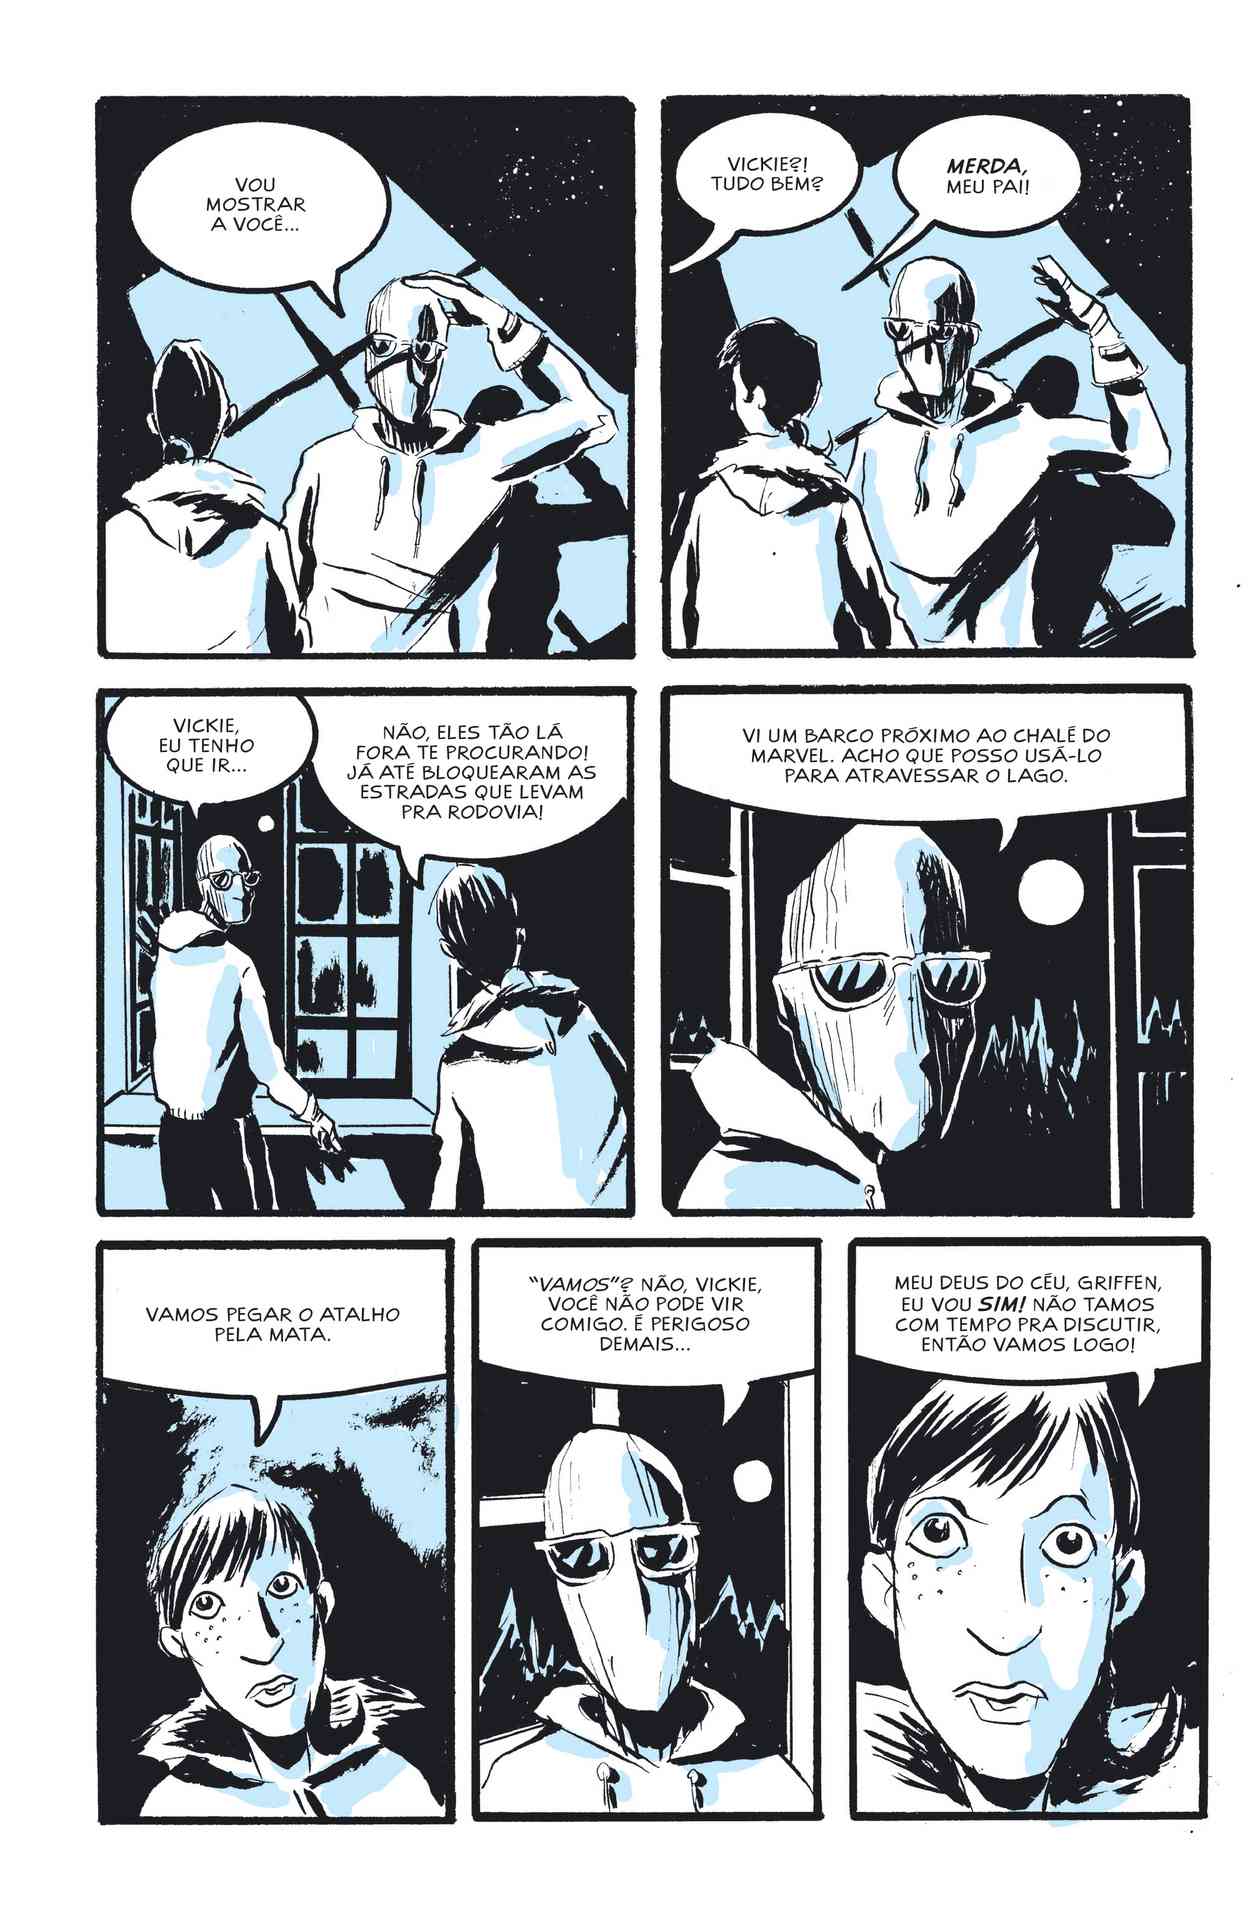 VOU
MOSTRAR
A VOCÊ...
VICKIE?!
TUDO BEM?
MERDA,
MEU PAI!
VICKIE,
EU TENHO
QUE IR...
NÃO, ELES TÃO LÁ
FORA TE PROCURANDO!
JÁ ATÉ BLOQUEARAM AS
ESTRADAS QUE LEVAM
PRA RODOVIA!
VI UM BARCO PRÓXIMO AO CHALÉ DO
MARVEL. ACHO QUE POSSO USÁ-LO
PARA ATRAVESSAR O LAGO.
VAMOS PEGAR O ATALHO
PELA MATA.
"VAMOS"? NÃO, VICKIE,
VOCÊ NÃO PODE VIR
COMIGO. É PERIGOSO
DEMAIS...
MEU DEUS DO CÉU, GRIFFEN,
EU VOU SIM! NÃO TAMOS
COM TEMPO PRA DISCUTIR,
ENTÃO VAMOS LOGO!